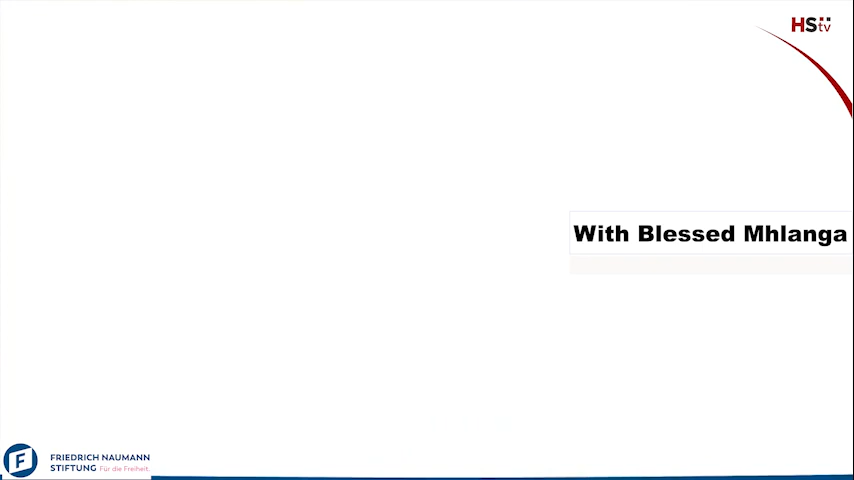 HStv
With Blessed Mhlanga
FRIEDRICH NAUMANN
STIFTUNG Für die Freiheit.